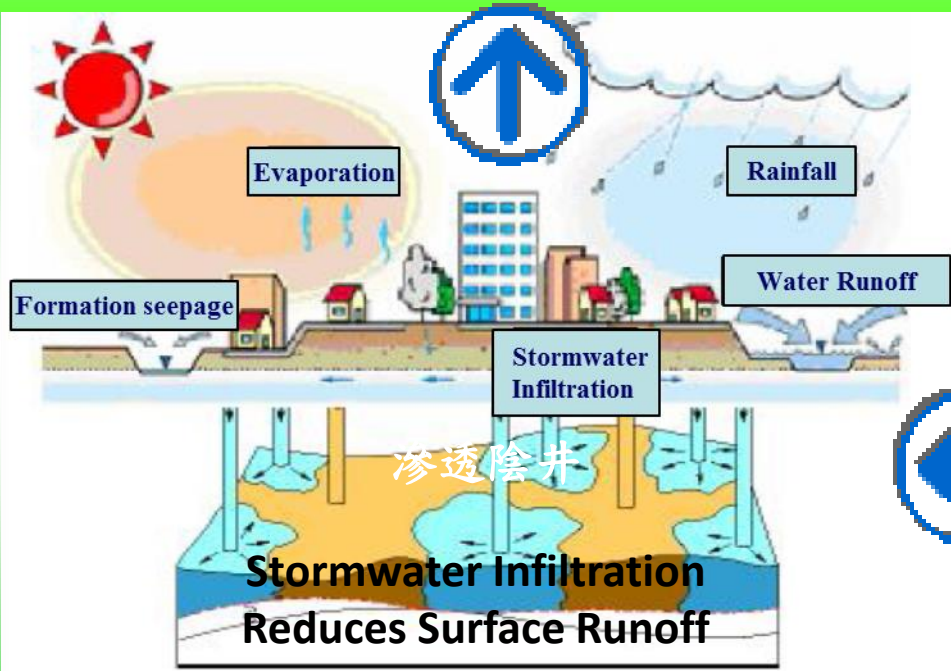 Evaporation
Rainfall
Formation seepage
Water Runoff
Stormwater
Infiltration
滲透陰井
Stormwater Infiltration
Reduces Surface Runoff